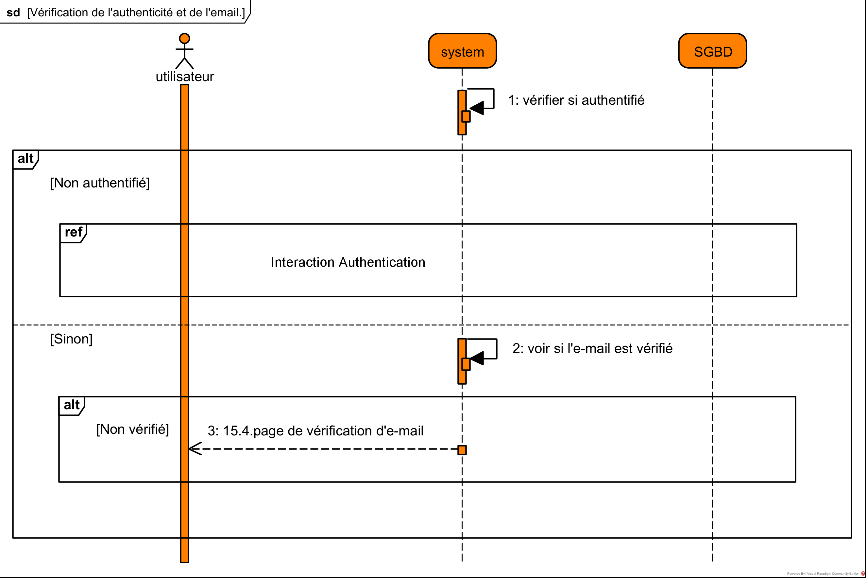 sd [Vérification de l'authenticité et de l'email.]
utilisateur
system
SGBD
1: vérifier si authentifié
alt
[Non authentifié]
ref
Interaction Authentication
[Sinon]
2: voir si l'e-mail est vérifié
alt
[Non vérifié]
3: 15.4.page de vérification d'e-mail